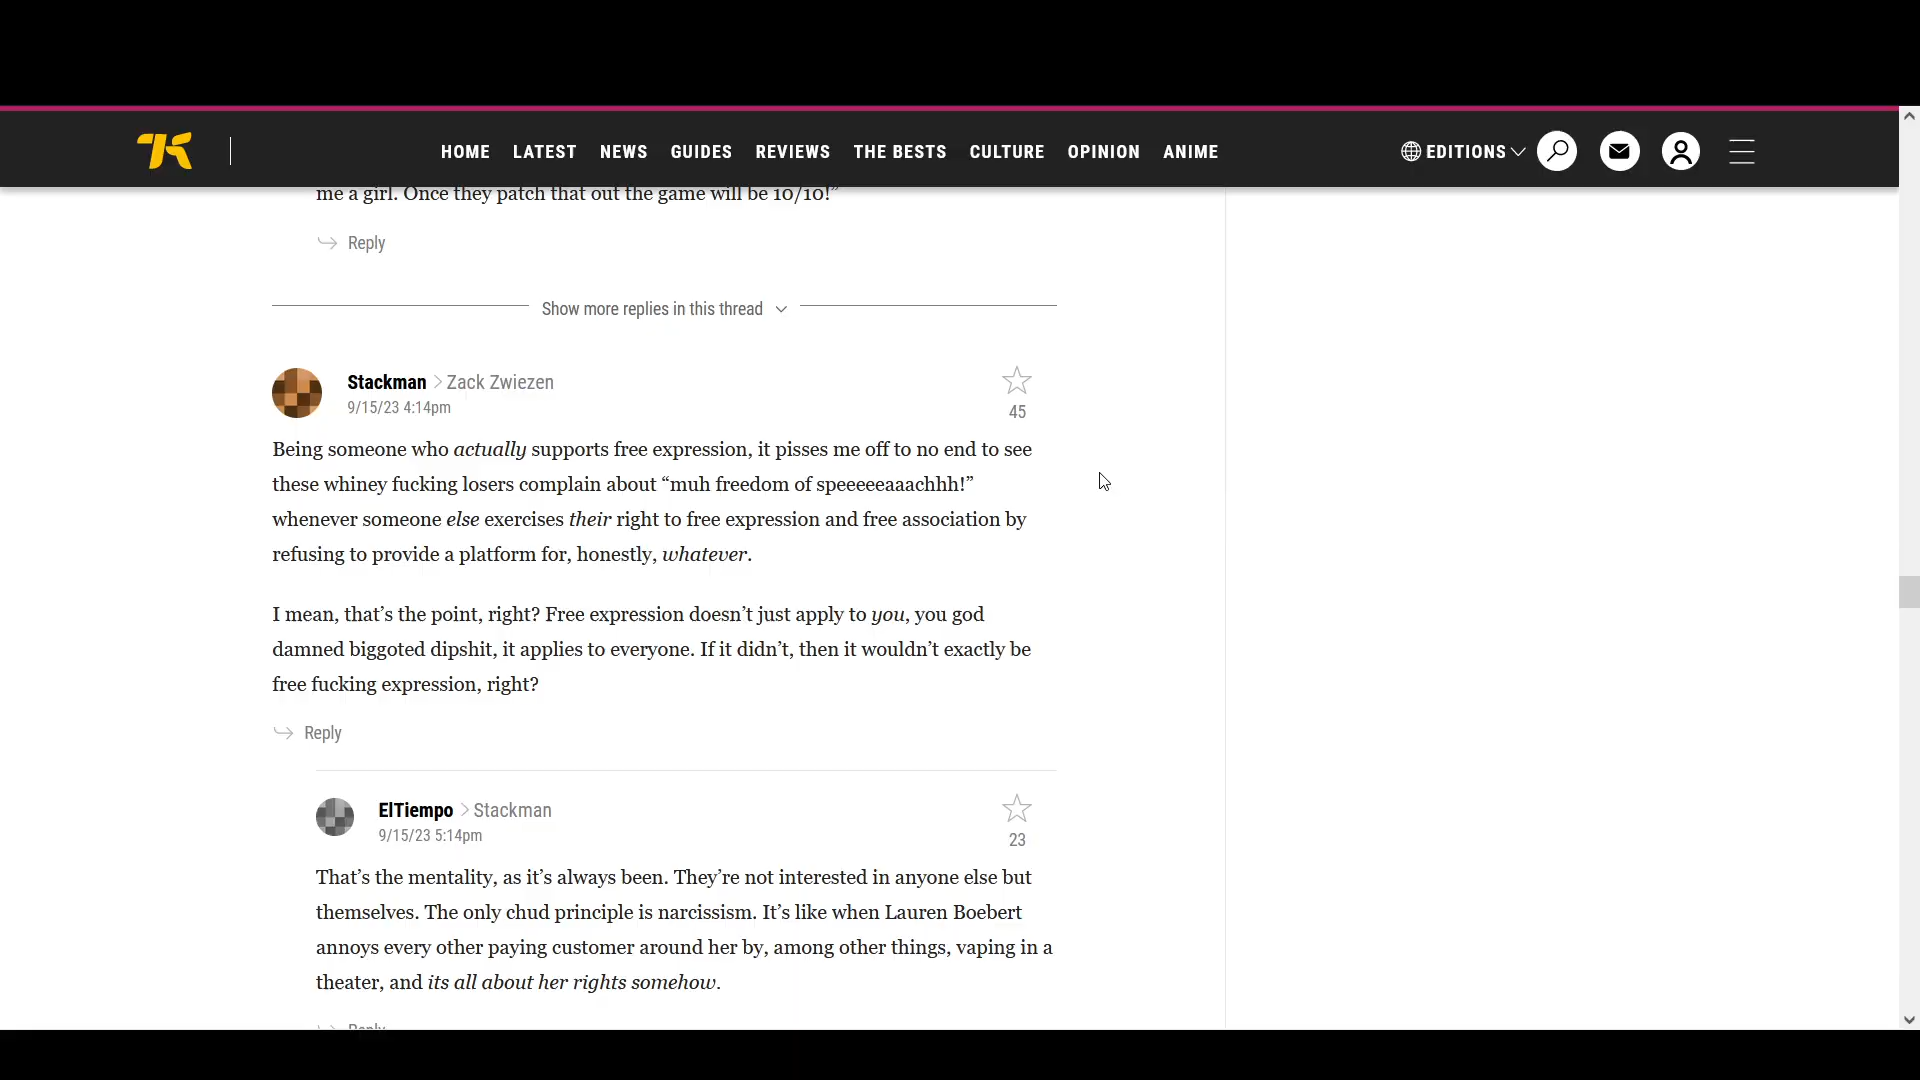 HOME LATEST NEWS GUIDES REVIEWS THE BESTS CULTURE OPINION ANIME EDITIONS
me a girl. Once they patch that out the game will be 10/10!”
Reply
Show more replies in this thread
Stackman > Zack Zwiezen
9/15/23 4:14pm
45
Being someone who actually supports free expression, it pisses me off to no end to see
these whiney fucking losers complain about “muh freedom of speeeeeaaachhh!”
whenever someone else exercises their right to free expression and free association by
refusing to provide a platform for, honestly, whatever.
I mean, that’s the point, right? Free expression doesn’t just apply to you, you god
damned biggoted dipshit, it applies to everyone. If it didn’t, then it wouldn’t exactly be
free fucking expression, right?
Reply
ElTiempo > Stackman
9/15/23 5:14pm
23
That’s the mentality, as it’s always been. They’re not interested in anyone else but
themselves. The only chud principle is narcissism. It’s like when Lauren Boebert
annoys every other paying customer around her by, among other things, vaping in a
theater, and its all about her rights somehow.
Reply